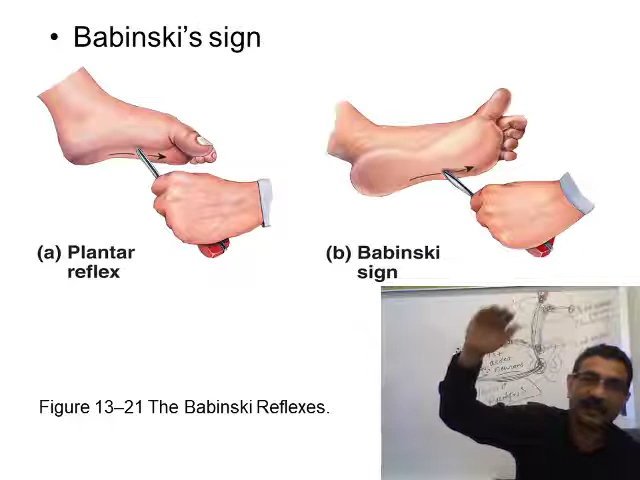 • Babinski’s sign
(a) Plantar
reflex
(b) Babinski
sign
Figure 13–21 The Babinski Reflexes.